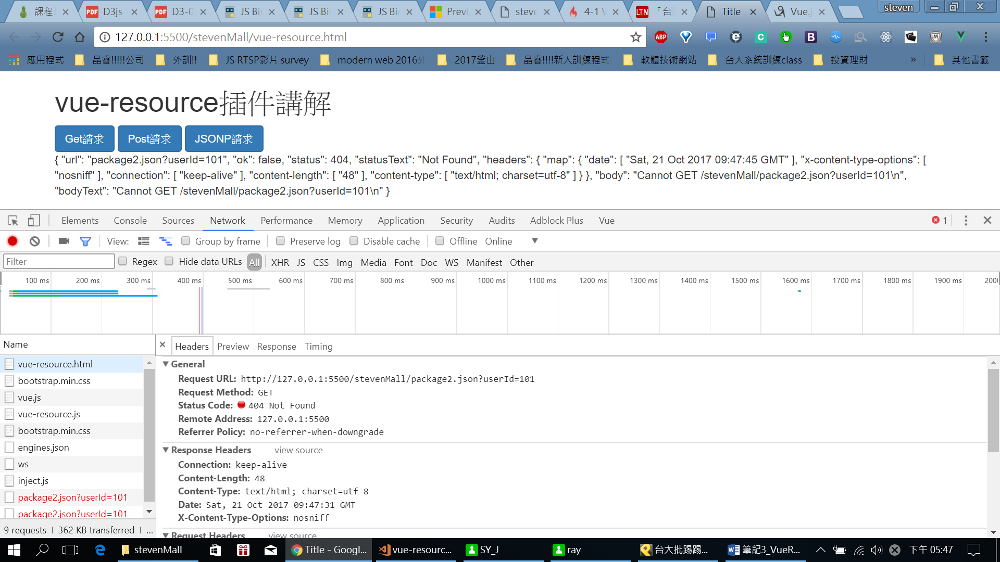 課程
D3js-
D3-0
JS Bi
JS Bi
JS Bi
Previ
steve
4-1 V
「台
Title
Vue.j
steven
127.0.0.1:5500/stevenMall/vue-resource.html
應用程式
晶睿!!!!!公司
外訓!!
JS RTSP影片 survey
modern web 2016外
2017釜山
晶睿!!!!新人訓練程式
軟體技術網站
台大系統訓練class
投資理財
»
其他書籤
vue-resource插件講解
Get請求 Post請求 JSONP請求
{ "url": "package2.json?userId=101", "ok": false, "status": 404, "statusText": "Not Found", "headers": { "map": { "date": [ "Sat, 21 Oct 2017 09:47:45 GMT" ], "x-content-type-options": [
"nosniff" ], "connection": [ "keep-alive" ], "content-length": [ "48" ], "content-type": [ "text/html; charset=utf-8" ] } }, "body": "Cannot GET /stevenMall/package2.json?userId=101\n",
"bodyText": "Cannot GET /stevenMall/package2.json?userId=101\n" }
Elements Console Sources Network Performance Memory Application Security Audits Adblock Plus Vue 1
View: Group by frame Preserve log Disable cache Offline Online
Filter Regex Hide data URLs All XHR JS CSS Img Media Font Doc WS Manifest Other
100 ms 200 ms 300 ms 400 ms 500 ms 600 ms 700 ms 800 ms 900 ms 1000 ms 1100 ms 1200 ms 1300 ms 1400 ms 1500 ms 1600 ms 1700 ms 1800 ms 1900 ms 200
Name
vue-resource.html
bootstrap.min.css
vue.js
vue-resource.js
bootstrap.min.css
engines.json
ws
inject.js
package2.json?userId=101
package2.json?userId=101
9 requests | 362 KB transferred | ...
Headers Preview Response Timing
General
Request URL: http://127.0.0.1:5500/stevenMall/package2.json?userId=101
Request Method: GET
Status Code: 404 Not Found
Remote Address: 127.0.0.1:5500
Referrer Policy: no-referrer-when-downgrade
Response Headers view source
Connection: keep-alive
Content-Length: 48
Content-Type: text/html; charset=utf-8
Date: Sat, 21 Oct 2017 09:47:31 GMT
X-Content-Type-Options: nosniff
Request Headers view source
stevenMall
Title - Googl...
vue-resourc...
SY_J
ray
台大批踢踢...
筆記3_VueR...
下午 05:47